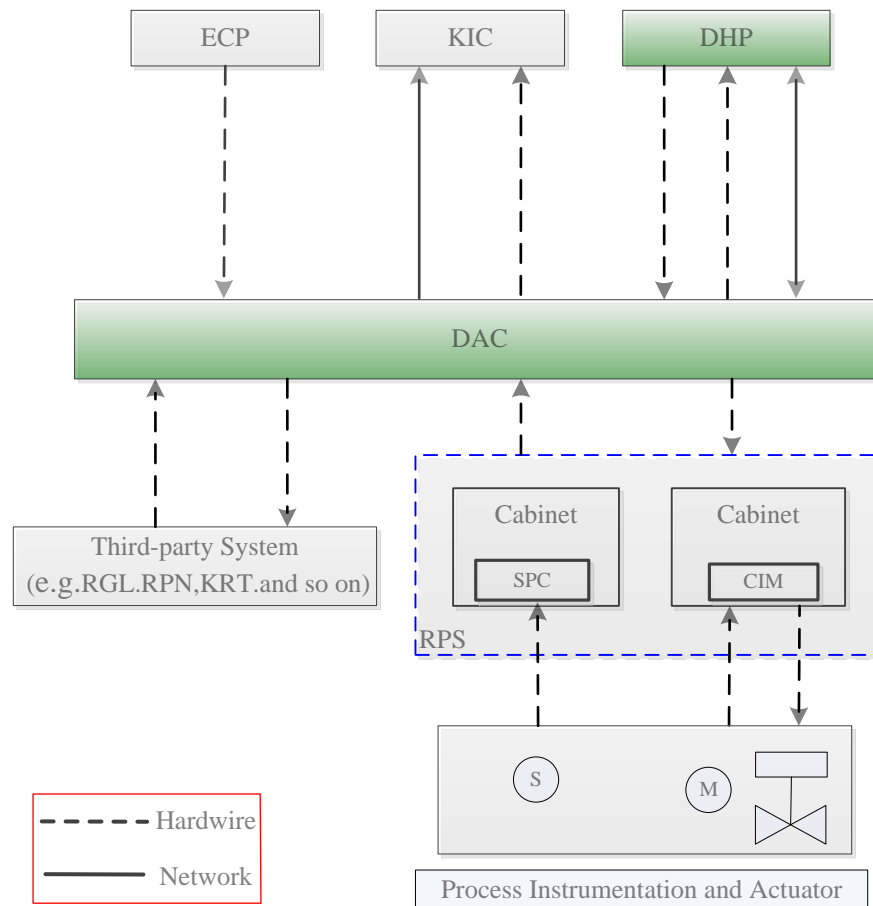 ECP
KIC
DHP
DAC
Third-party System
(e.g.RGL.RPN,KRT.and so on)
Cabinet
Cabinet
SPC
CIM
RPS
S
M
Hardwire
Network
Process Instrumentation and Actuator